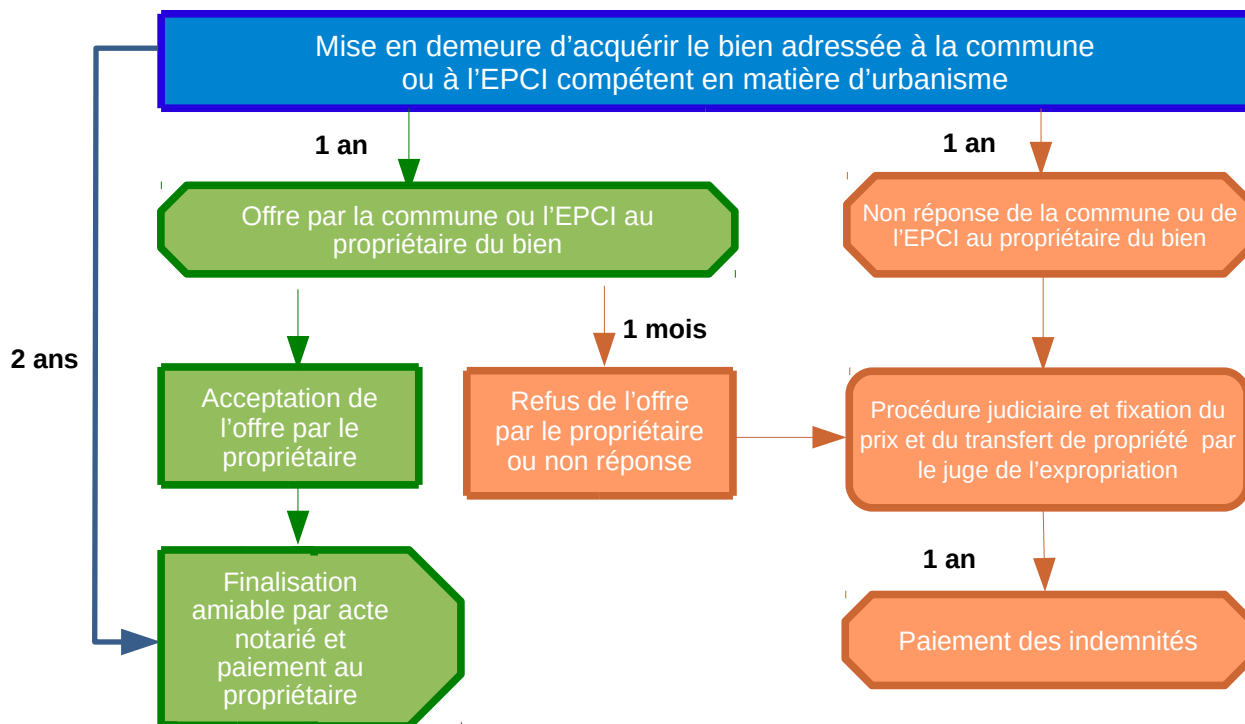 Mise en demeure d’acquérir le bien adressée à la commune
ou à l’EPCI compétent en matière d’urbanisme
1 an
1 an
Offre par la commune ou l’EPCI au
propriétaire du bien
Non réponse de la commune ou de
l’EPCI au propriétaire du bien
2 ans
1 mois
Acceptation de
l’offre par le
propriétaire
Refus de l’offre
par le propriétaire
ou non réponse
Procédure judiciaire et fixation du
prix et du transfert de propriété par
le juge de l’expropriation
1 an
Finalisation
amiable par acte
notarié et
paiement au
propriétaire
Paiement des indemnités